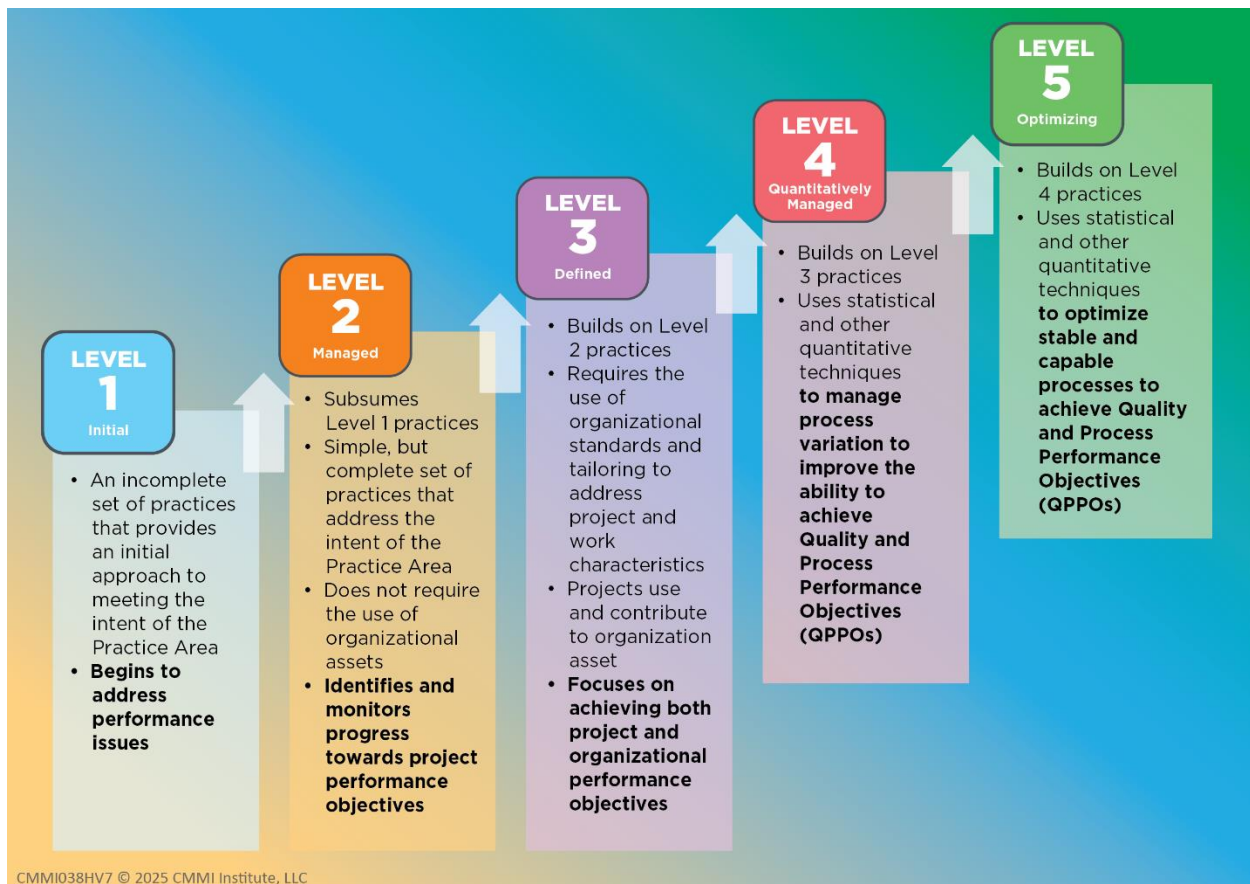 LEVEL
1
Initial
• An incomplete
set of practices
that provides
an initial
approach to
meeting the
intent of the
Practice Area
• Begins to
address
performance
issues
LEVEL
2
Managed
• Subsumes
Level 1 practices
• Simple, but
complete set of
practices that
address the
intent of the
Practice Area
• Does not require
the use of
organizational
assets
• Identifies and
monitors
progress
towards project
performance
objectives
LEVEL
3
Defined
• Builds on Level
2 practices
• Requires the
use of
organizational
standards and
tailoring to
address
project and
work
characteristics
• Projects use
and contribute
to organization
asset
• Focuses on
achieving both
project and
organizational
performance
objectives
LEVEL
4
Quantitatively
Managed
• Builds on Level
3 practices
• Uses statistical
and other
quantitative
techniques
to manage
process
variation to
improve the
ability to
achieve
Quality and
Process
Performance
Objectives
(QPPOs)
LEVEL
5
Optimizing
• Builds on Level
4 practices
• Uses statistical
and other
quantitative
techniques
to optimize
stable and
capable
processes to
achieve Quality
and Process
Performance
Objectives
(QPPOs)
CMMI038HV7 © 2025 CMMI Institute, LLC